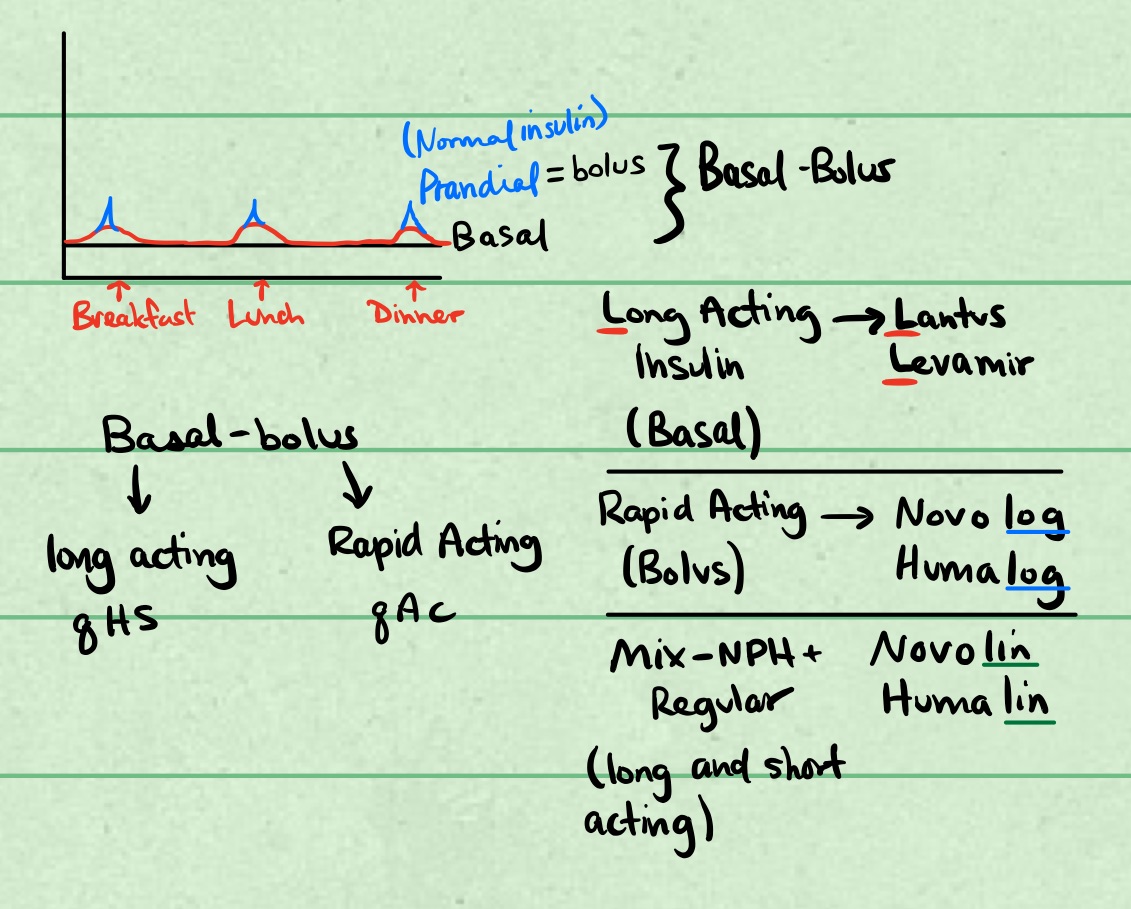 (Normal insulin)
Prandial = bolus } Basal-Bolus
Basal
Breakfast Lunch Dinner
Long Acting → Lantus
Insulin Levamir
(Basal)
Basal-bolus
long acting Rapid Acting
qHS qAc
Rapid Acting → Novolog
(Bolus) Humalog
Mix-NPH+ Novolin
Regular Humalin
(long and short
acting)